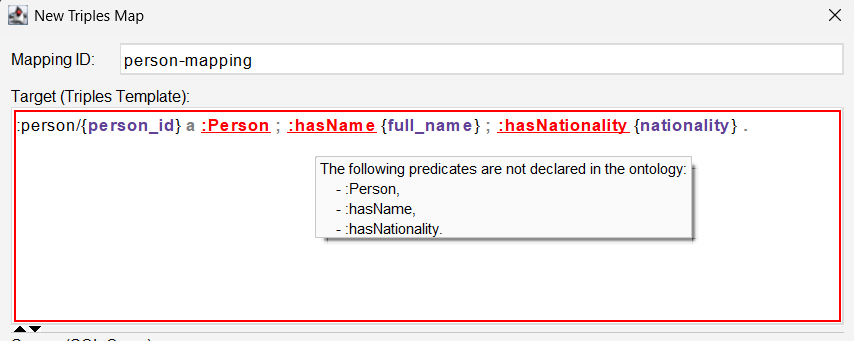 New Triples Map
Mapping ID:
person-mapping
Target (Triples Template):
:person/{person_id} a :Person ; :hasName {full_name} ; :hasNationality {nationality} .
The following predicates are not declared in the ontology:
- :Person,
- :hasName,
- :hasNationality.